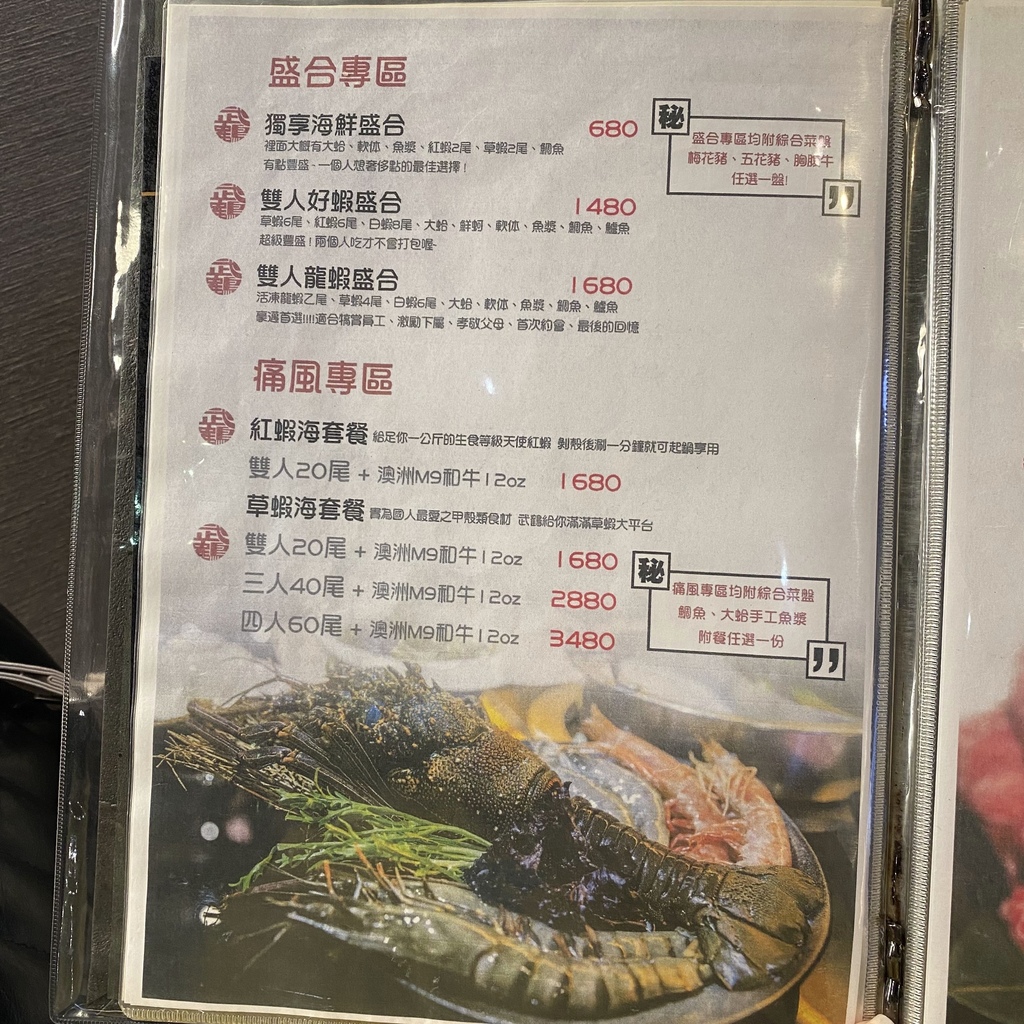 盛合專區
獨享海鮮盛合 680
裡面大概有大蛤、軟体、魚漿、紅蝦2尾、草蝦2尾、鯛魚
有點豐盛、一個人想奢侈點的最佳選擇!
秘
盛合專區均附綜合菜盤
梅花豬、五花豬、胸腹牛
任選一盤!
雙人好蝦盛合 1480
草蝦6尾、紅蝦6尾、白蝦8尾、大蛤、鮮蚵、軟体、魚漿、鯛魚、鱸魚
超級豐盛!兩個人吃才不會打包喔~
雙人龍蝦盛合 1680
活凍龍蝦乙尾、草蝦4尾、白蝦6尾、大蛤、軟体、魚漿、鯛魚、鱸魚
豪邁首選!!!!適合犒賞員工、激勵下屬、孝敬父母、首次約會、最後的回憶
痛風專區
紅蝦海套餐 給足你一公斤的生食等級天使紅蝦 剝殼後涮一分鐘就可起鍋享用
雙人20尾 + 澳洲M9和牛12oz 1680
草蝦海套餐 實為國人最愛之甲殼類食材 武鶴給你滿滿草蝦大平台
雙人20尾 + 澳洲M9和牛12oz 1680
三人40尾 + 澳洲M9和牛12oz 2880
四人60尾 + 澳洲M9和牛12oz 3480
秘
痛風專區均附綜合菜盤
鯛魚、大蛤手工魚漿
附餐任選一份